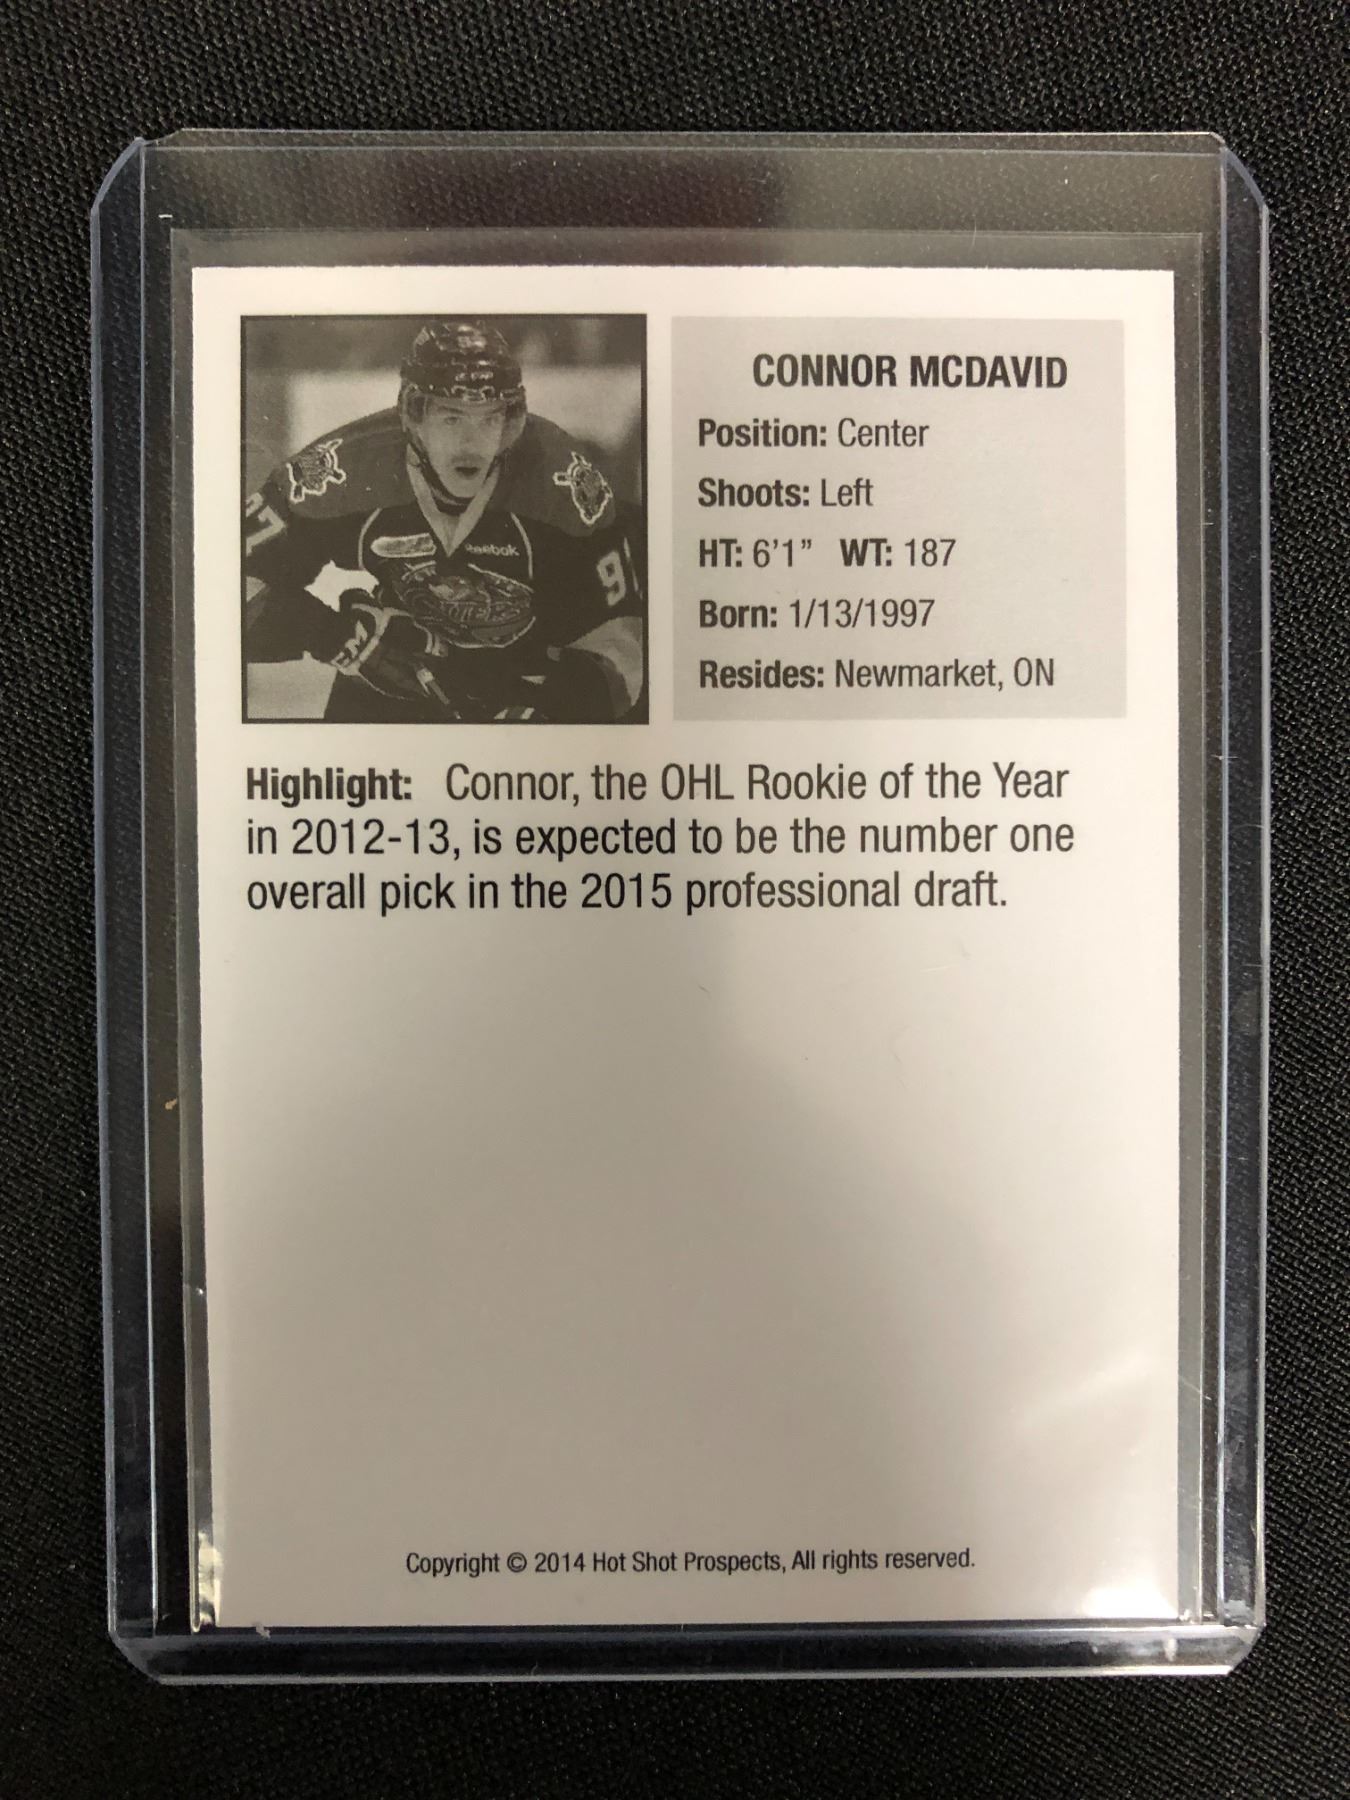 Reebok
CCM
CONNOR MCDAVID
Position: Center
Shoots: Left
HT: 6'1” WT: 187
Born: 1/13/1997
Resides: Newmarket, ON
Highlight: Connor, the OHL Rookie of the Year
in 2012-13, is expected to be the number one
overall pick in the 2015 professional draft.
Copyright © 2014 Hot Shot Prospects, All rights reserved.